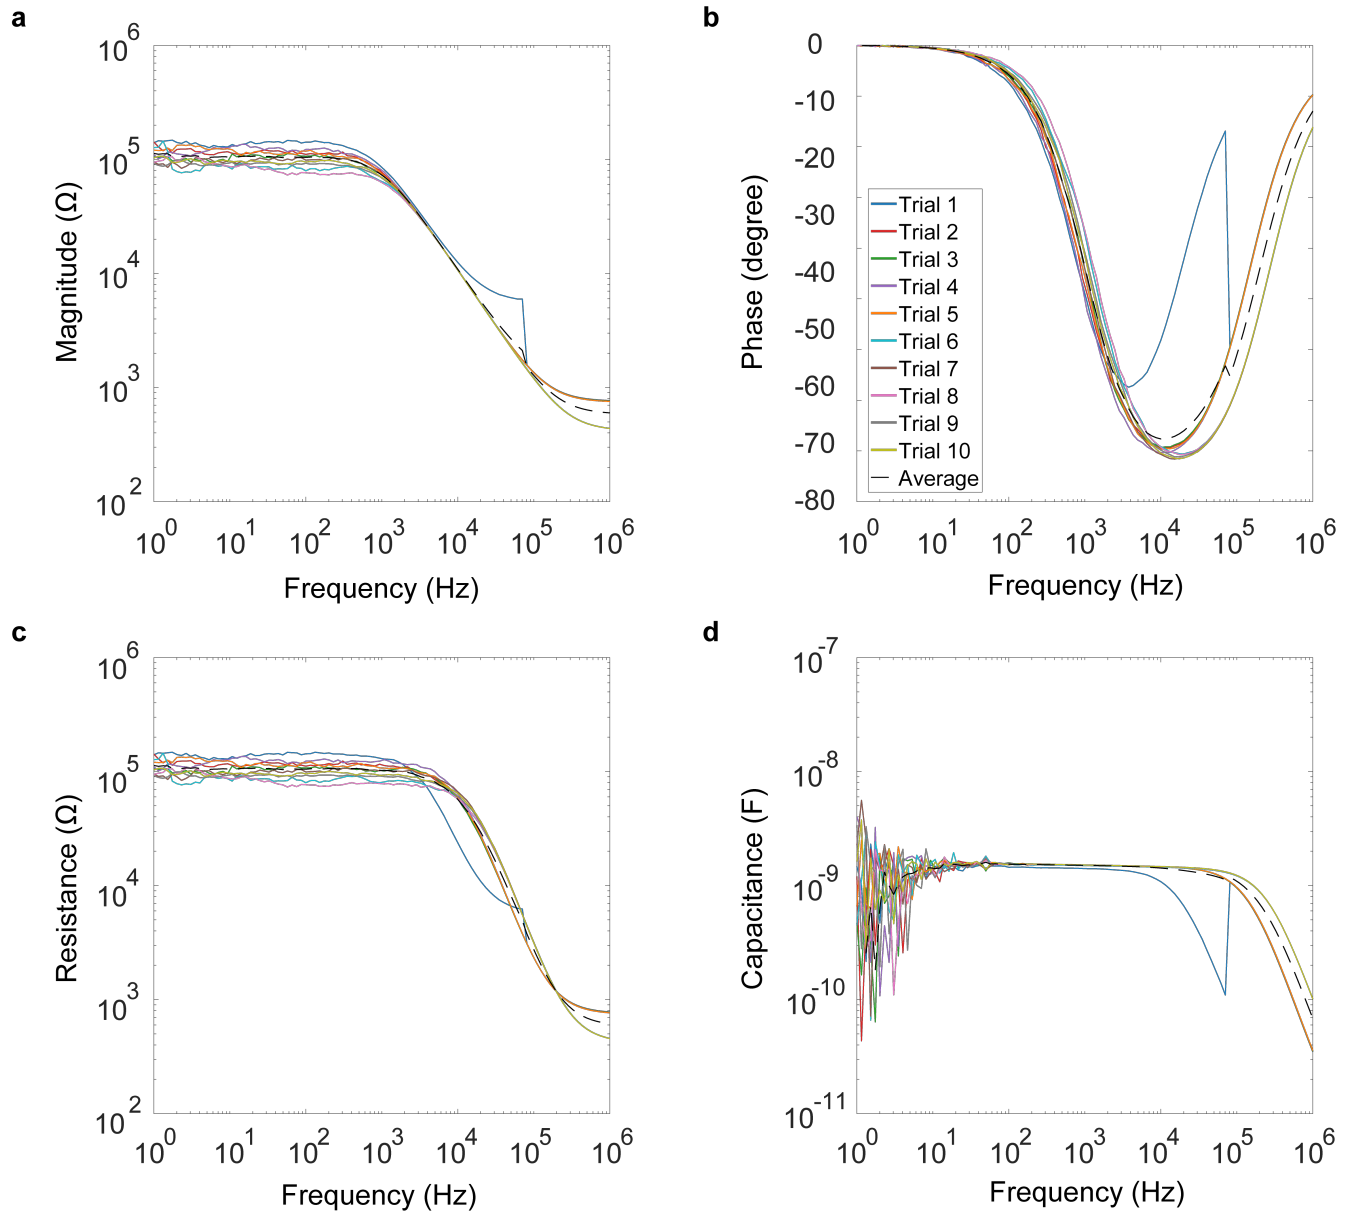 a
10^6
10^5
10^4
10^3
10^2
Magnitude (Ω)
10^0 10^1 10^2 10^3 10^4 10^5 10^6
Frequency (Hz)
b
0
-10
-20
-30
-40
-50
-60
-70
-80
Phase (degree)
Trial 1
Trial 2
Trial 3
Trial 4
Trial 5
Trial 6
Trial 7
Trial 8
Trial 9
Trial 10
Average
10^0 10^1 10^2 10^3 10^4 10^5 10^6
Frequency (Hz)
c
10^6
10^5
10^4
10^3
10^2
Resistance (Ω)
10^0 10^1 10^2 10^3 10^4 10^5 10^6
Frequency (Hz)
d
10^-7
10^-8
10^-9
10^-10
10^-11
Capacitance (F)
10^0 10^1 10^2 10^3 10^4 10^5 10^6
Frequency (Hz)